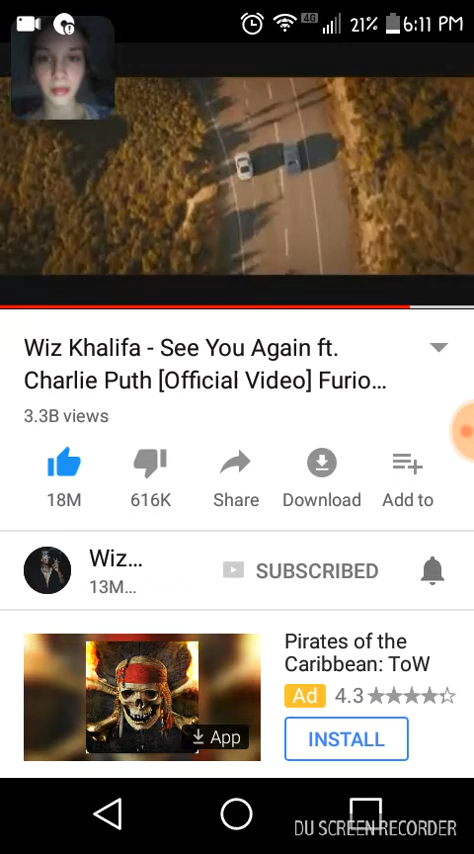 4G 21% 6:11 PM
Wiz Khalifa - See You Again ft.
Charlie Puth [Official Video] Furio...
3.3B views
18M 616K Share Download Add to
Wiz... SUBSCRIBED
13M...
Pirates of the
Caribbean: ToW
Ad 4.3
App
INSTALL
DU SCREEN RECORDER